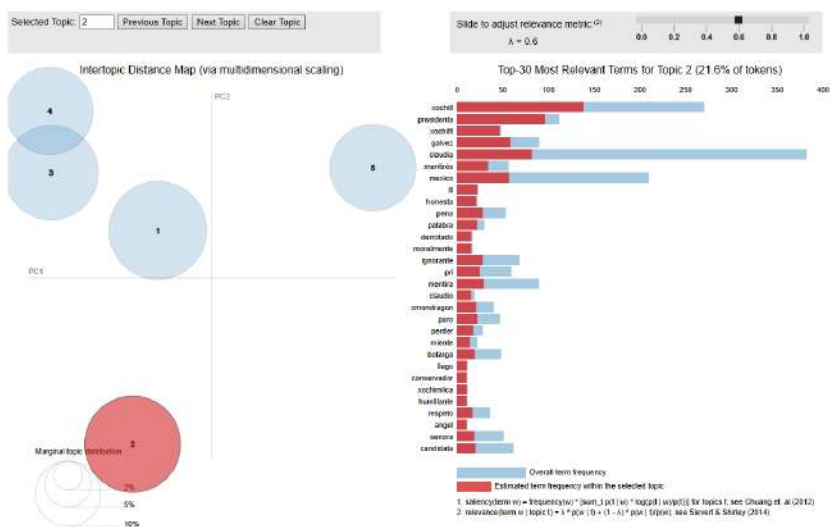 Selected Topic: 2 Previous Topic Next Topic Clear Topic
Slide to adjust relevance metric:(2)
λ = 0.6
0.0 0.2 0.4 0.6 0.8 1.0
Intertopic Distance Map (via multidimensional scaling)
PC2
PC1
4
3
1
5
2
Marginal topic distribution
2%
5%
10%
Top-30 Most Relevant Terms for Topic 2 (21.6% of tokens)
0 50 100 150 200 250 300 350 400
xochitl
presidenta
galvez
claudia
mexico
honesta
pena
palabra
derrotado
moralmente
ignorante
pri
mentira
claudio
puro
perder
miente
botarga
llego
conservador
xochimilca
humillante
respeto
angel
senora
candidata
Overall term frequency
Estimated term frequency within the selected topic
1. saliency(term w) = frequency(w) * [sum_t p(t | w) * log(p(t | w)/p(t))] for topics t; see Chuang et. al (2012)
2. relevance(term w | topic t) = λ * p(w | t) + (1 - λ) * p(w | t)/p(w); see Sievert & Shirley (2014)